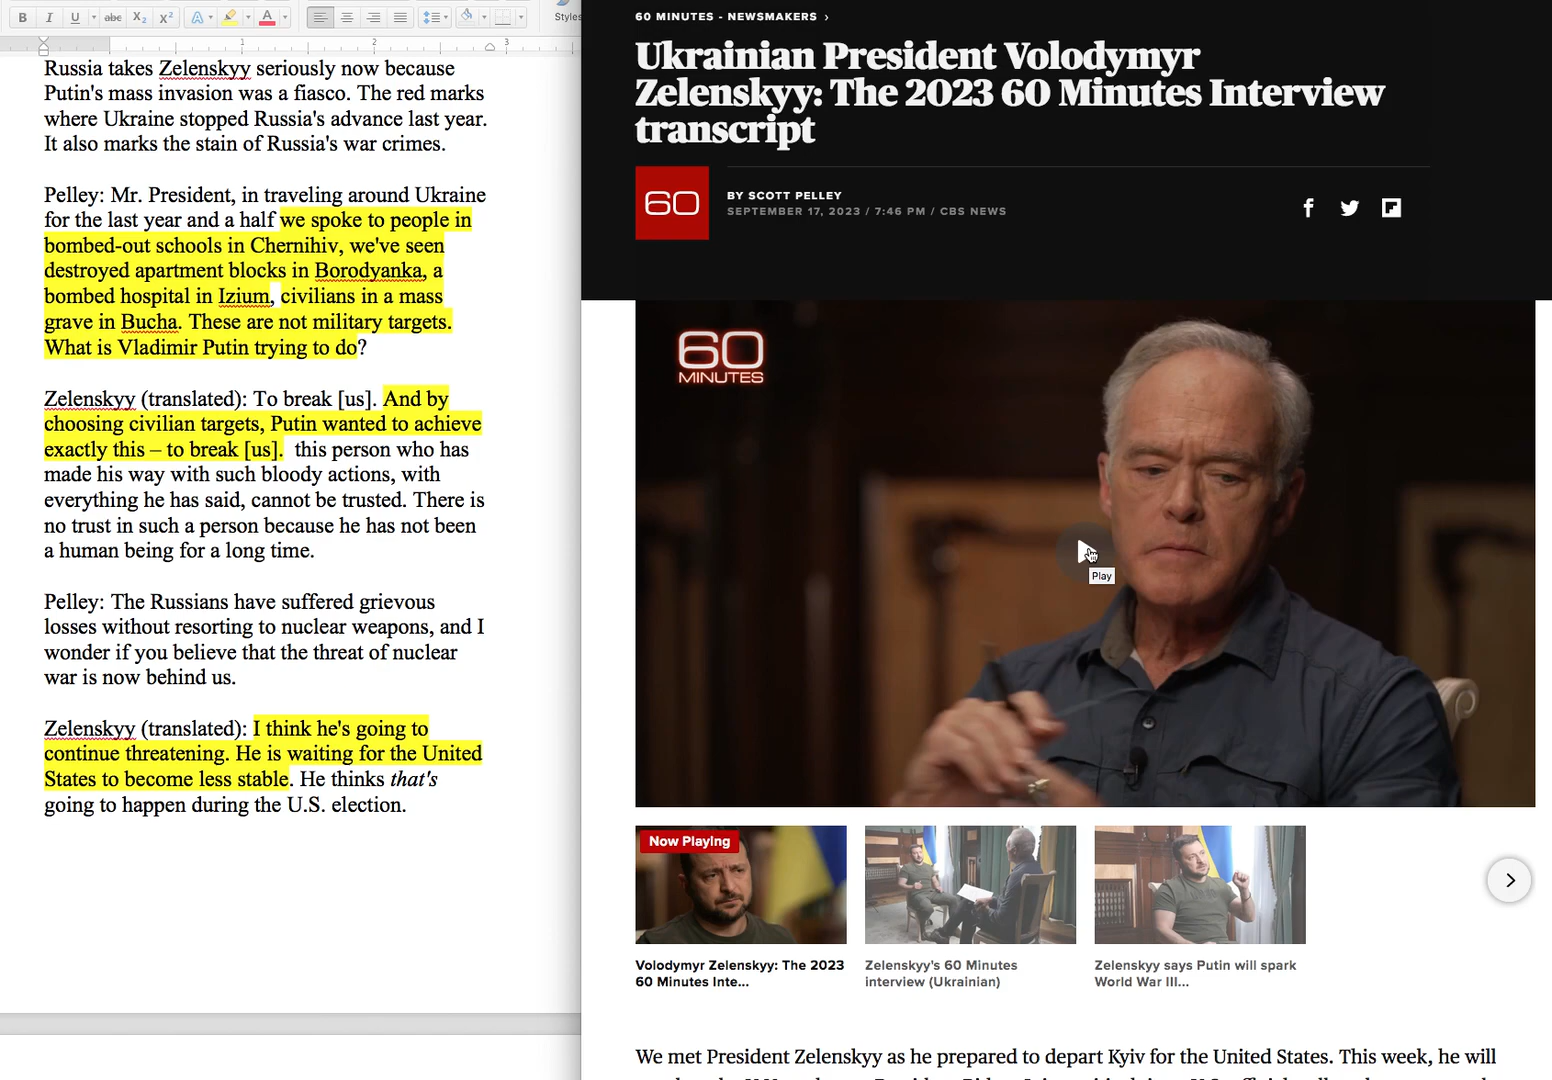 B I U abc X₂ X² A A
Styles
1 2 3
Russia takes Zelenskyy seriously now because
Putin's mass invasion was a fiasco. The red marks
where Ukraine stopped Russia's advance last year.
It also marks the stain of Russia's war crimes.
Pelley: Mr. President, in traveling around Ukraine
for the last year and a half we spoke to people in
bombed-out schools in Chernihiv, we've seen
destroyed apartment blocks in Borodyanka, a
bombed hospital in Izium, civilians in a mass
grave in Bucha. These are not military targets.
What is Vladimir Putin trying to do?
Zelenskyy (translated): To break [us]. And by
choosing civilian targets, Putin wanted to achieve
exactly this – to break [us]. this person who has
made his way with such bloody actions, with
everything he has said, cannot be trusted. There is
no trust in such a person because he has not been
a human being for a long time.
Pelley: The Russians have suffered grievous
losses without resorting to nuclear weapons, and I
wonder if you believe that the threat of nuclear
war is now behind us.
Zelenskyy (translated): I think he's going to
continue threatening. He is waiting for the United
States to become less stable. He thinks that's
going to happen during the U.S. election.
60 MINUTES - NEWSMAKERS ›
Ukrainian President Volodymyr
Zelenskyy: The 2023 60 Minutes Interview
transcript
60
BY SCOTT PELLEY
SEPTEMBER 17, 2023 / 7:46 PM / CBS NEWS
60
MINUTES
Play
Now Playing
Volodymyr Zelenskyy: The 2023
60 Minutes Inte...
Zelenskyy's 60 Minutes
interview (Ukrainian)
Zelenskyy says Putin will spark
World War III...
We met President Zelenskyy as he prepared to depart Kyiv for the United States. This week, he will